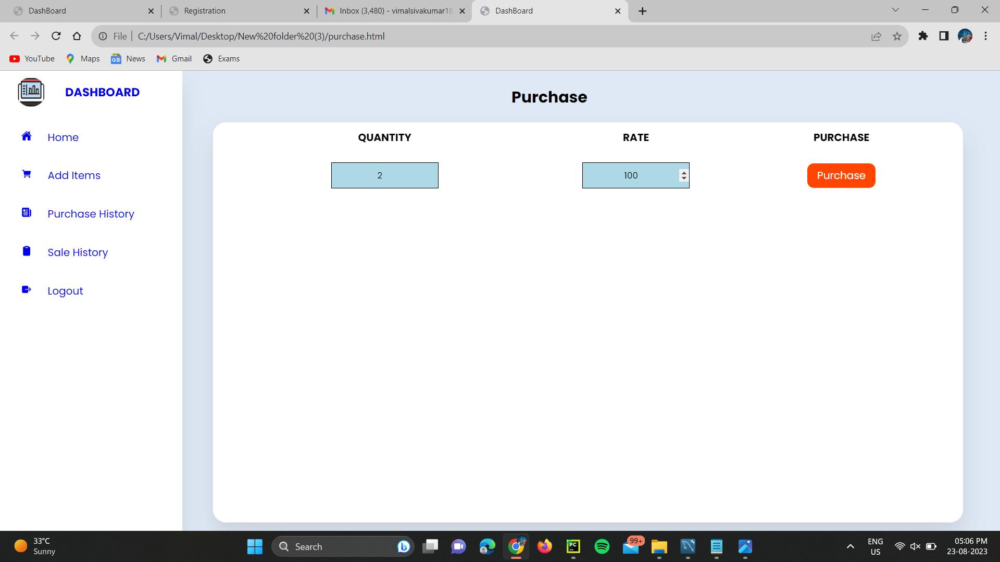 DashBoard
Registration
Inbox (3,480) - vimalsivakumar18
DashBoard
File
C:/Users/Vimal/Desktop/New%20folder%20(3)/purchase.html
YouTube
Maps
News
Gmail
Exams
DASHBOARD
Home
Add Items
Purchase History
Sale History
Logout
Purchase
QUANTITY RATE PURCHASE
2 100 Purchase
33°C
Sunny
Search
PC
99+
ENG
US
05:06 PM
23-08-2023